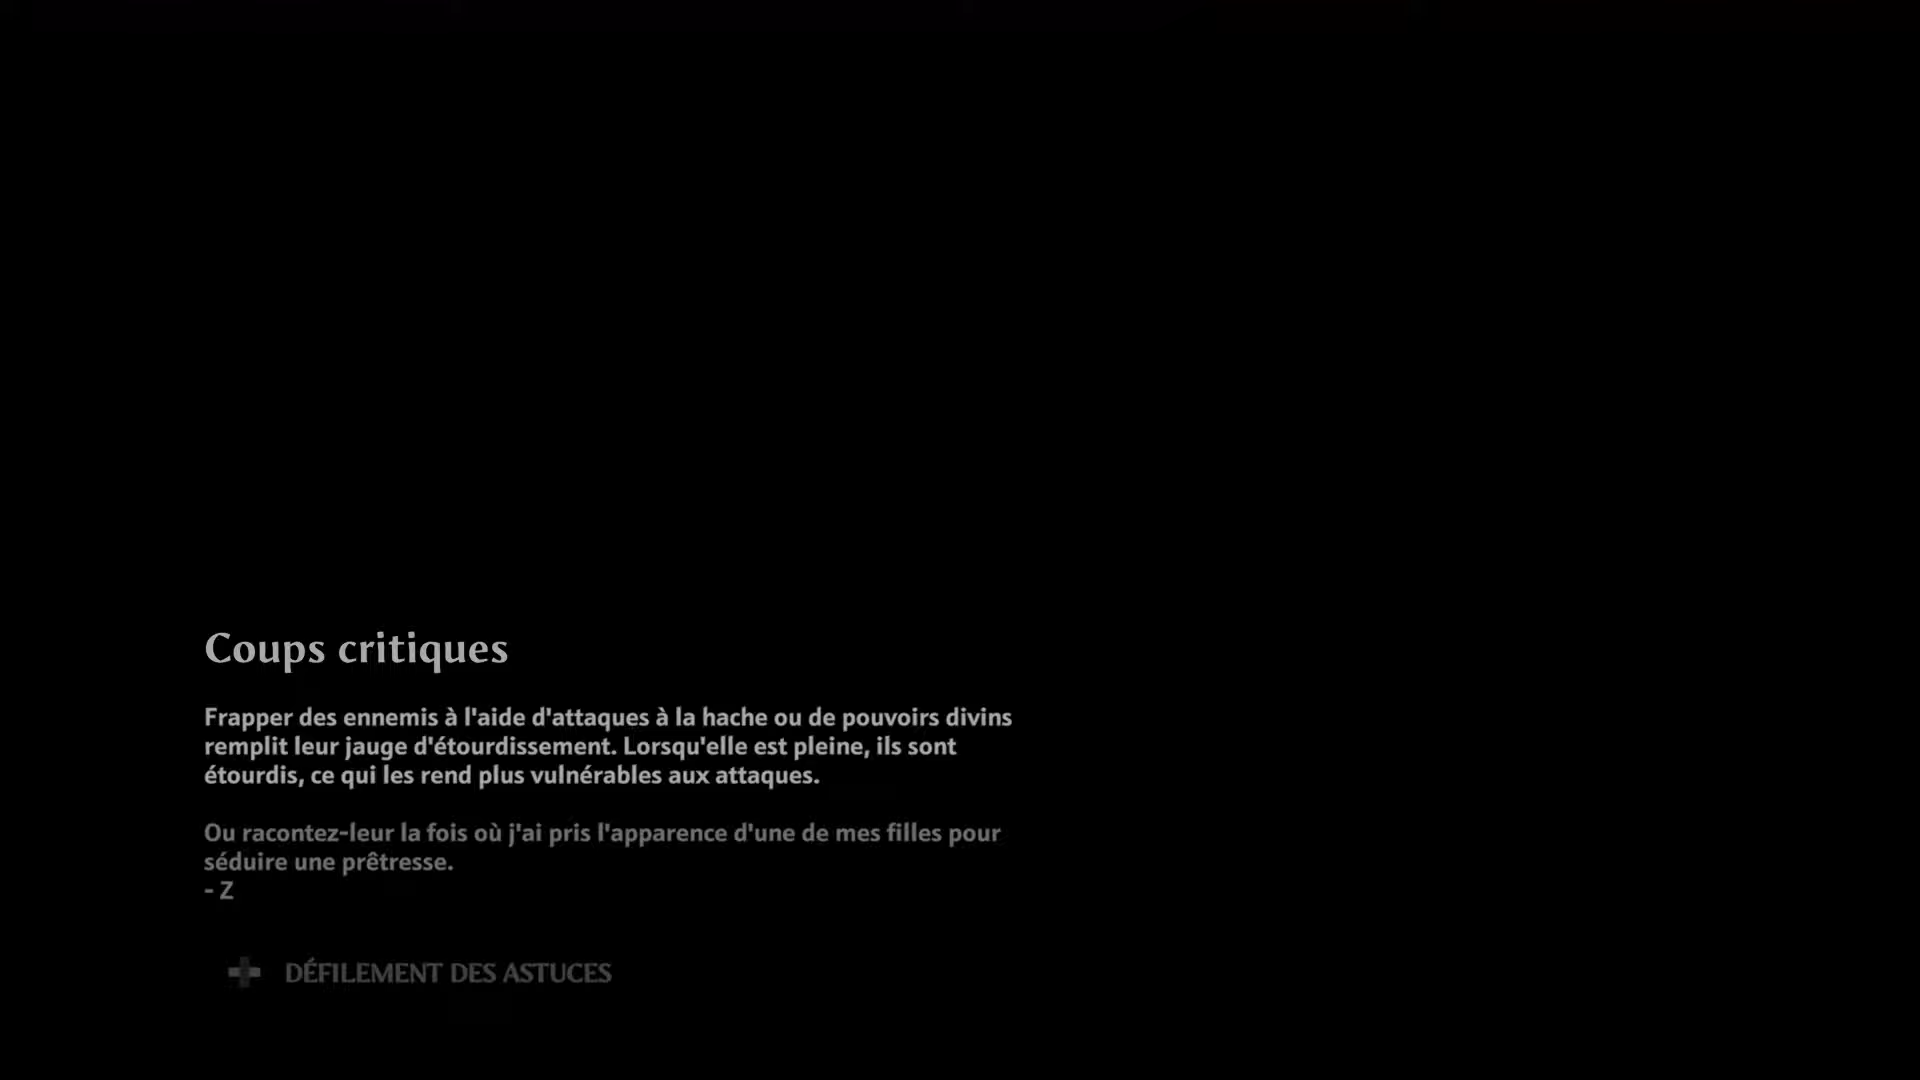 Coups critiques
Frapper des ennemis à l'aide d'attaques à la hache ou de pouvoirs divins
remplit leur jauge d'étourdissement. Lorsqu'elle est pleine, ils sont
étourdis, ce qui les rend plus vulnérables aux attaques.
Ou racontez-leur la fois où j'ai pris l'apparence d'une de mes filles pour
séduire une prêtresse.
- Z
DÉFILEMENT DES ASTUCES